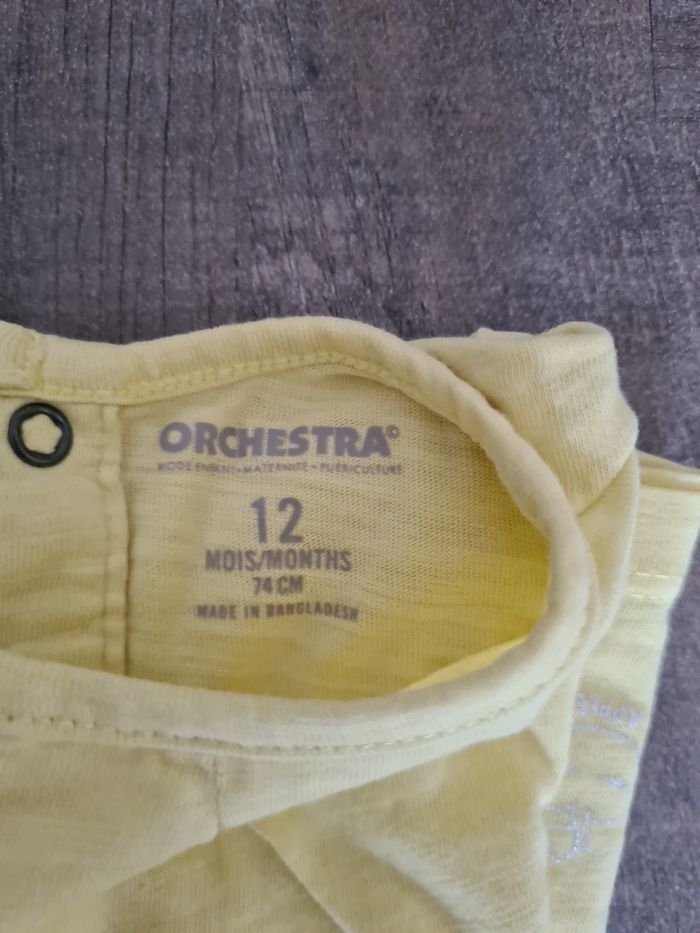 ORCHESTRA©
MODE ENFANT • MATERNITÉ • PUÉRICULTURE
12
MOIS/MONTHS
74 CM
MADE IN BANGLADESH